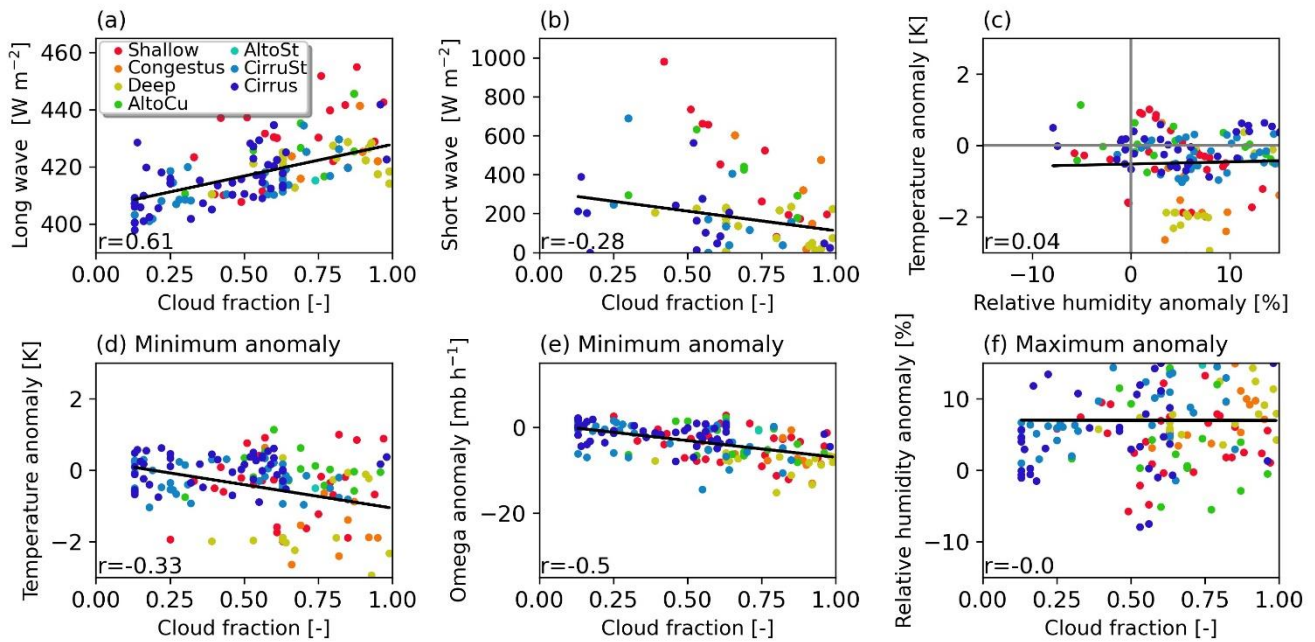 (a)
460
440
420
400
Long wave [W m⁻²]
Shallow
Congestus
Deep
AltoCu
AltoSt
CirruSt
Cirrus
r=0.61
0.00 0.25 0.50 0.75 1.00
Cloud fraction [-]
(b)
1000
800
600
400
200
0
Short wave [W m⁻²]
r=-0.28
0.00 0.25 0.50 0.75 1.00
Cloud fraction [-]
(c)
2
0
−2
Temperature anomaly [K]
r=0.04
−10 0 10
Relative humidity anomaly [%]
(d) Minimum anomaly
2
0
−2
Temperature anomaly [K]
r=-0.33
0.00 0.25 0.50 0.75 1.00
Cloud fraction [-]
(e) Minimum anomaly
0
−20
Omega anomaly [mb h⁻¹]
r=-0.5
0.00 0.25 0.50 0.75 1.00
Cloud fraction [-]
(f) Maximum anomaly
10
0
−10
Relative humidity anomaly [%]
r=-0.0
0.00 0.25 0.50 0.75 1.00
Cloud fraction [-]